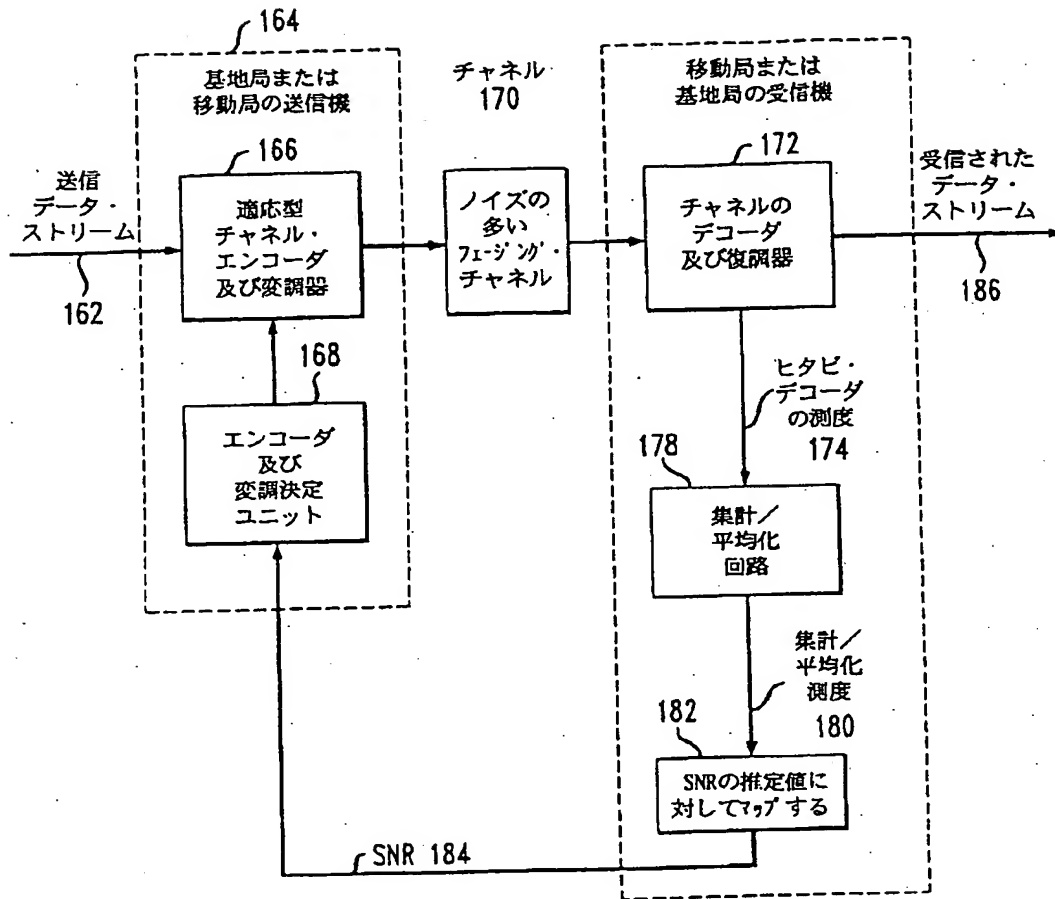 164
基地局または
移動局の送信機
チャネル
170
移動局または
基地局の受信機
166
172
送信
データ・
ストリーム
162
適応型
チャネル・
エンコーダ
及び変調器
ノイズの
多い
フェージング・
チャネル
チャネルの
デコーダ
及び復調器
受信された
データ・
ストリーム
186
168
エンコーダ
及び
変調決定
ユニット
ヒタビ・
デコーダ
の測度
174
178
集計／
平均化
回路
集計／
平均化
測度
180
182
SNRの推定値に
対してマップする
SNR 184